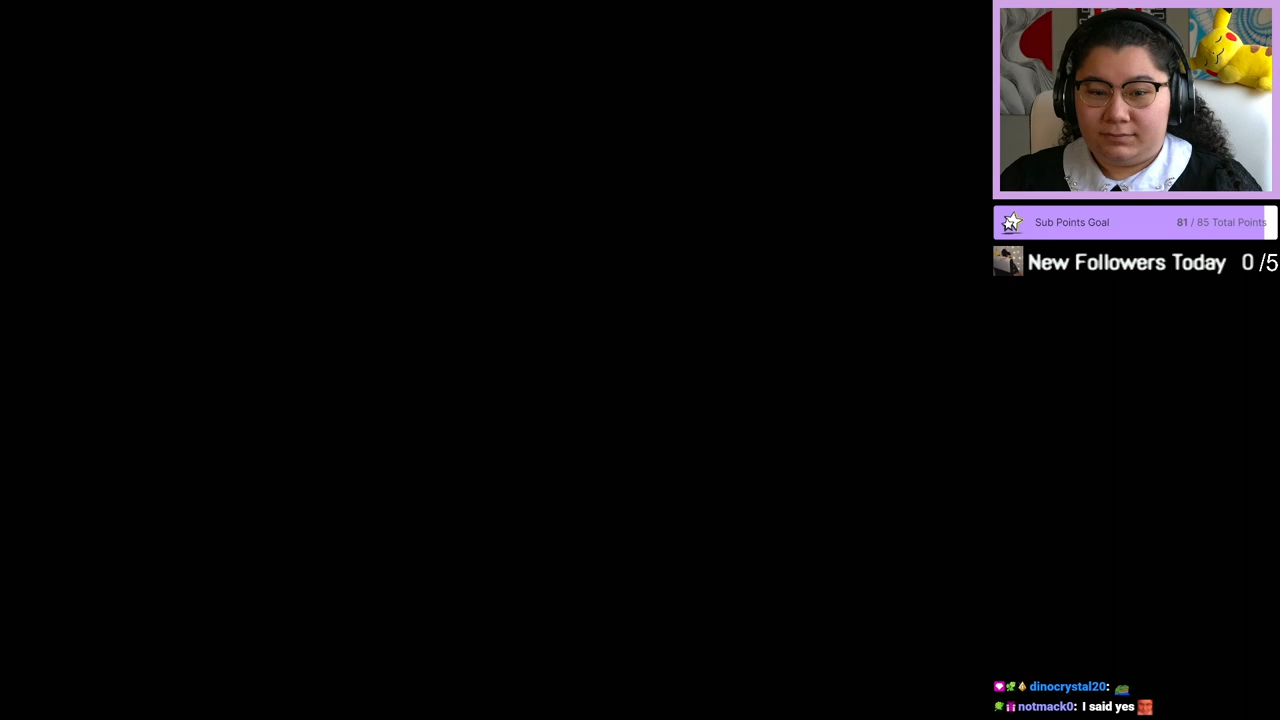 Sub Points Goal 81 / 85 Total Points
New Followers Today 0 /5
dinocrystal20:
notmack0: I said yes